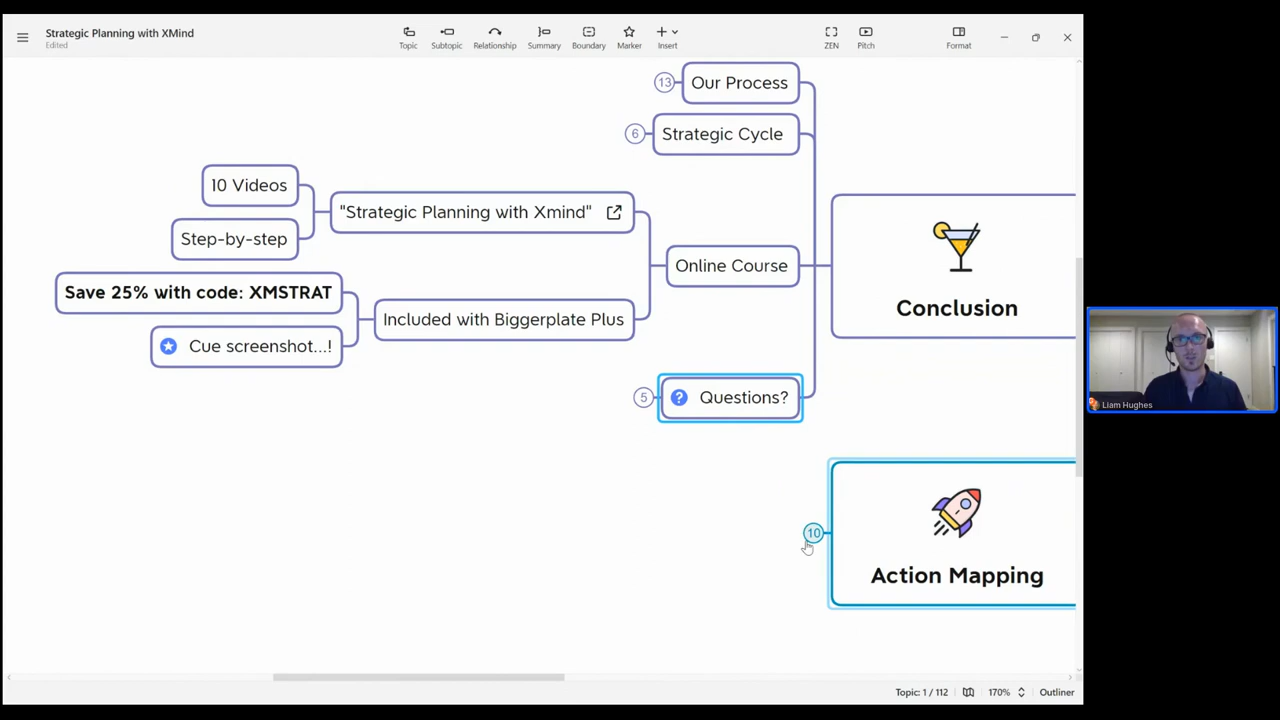 Strategic Planning with XMind
Edited
Topic
Subtopic
Relationship
Summary
Boundary
Marker
Insert
ZEN
Pitch
Format
13
Our Process
6
Strategic Cycle
10 Videos
Step-by-step
"Strategic Planning with Xmind"
Online Course
Save 25% with code: XMSTRAT
Cue screenshot...!
Included with Biggerplate Plus
Conclusion
5
? Questions?
10
Action Mapping
Liam Hughes
Topic: 1 / 112
170%
Outliner